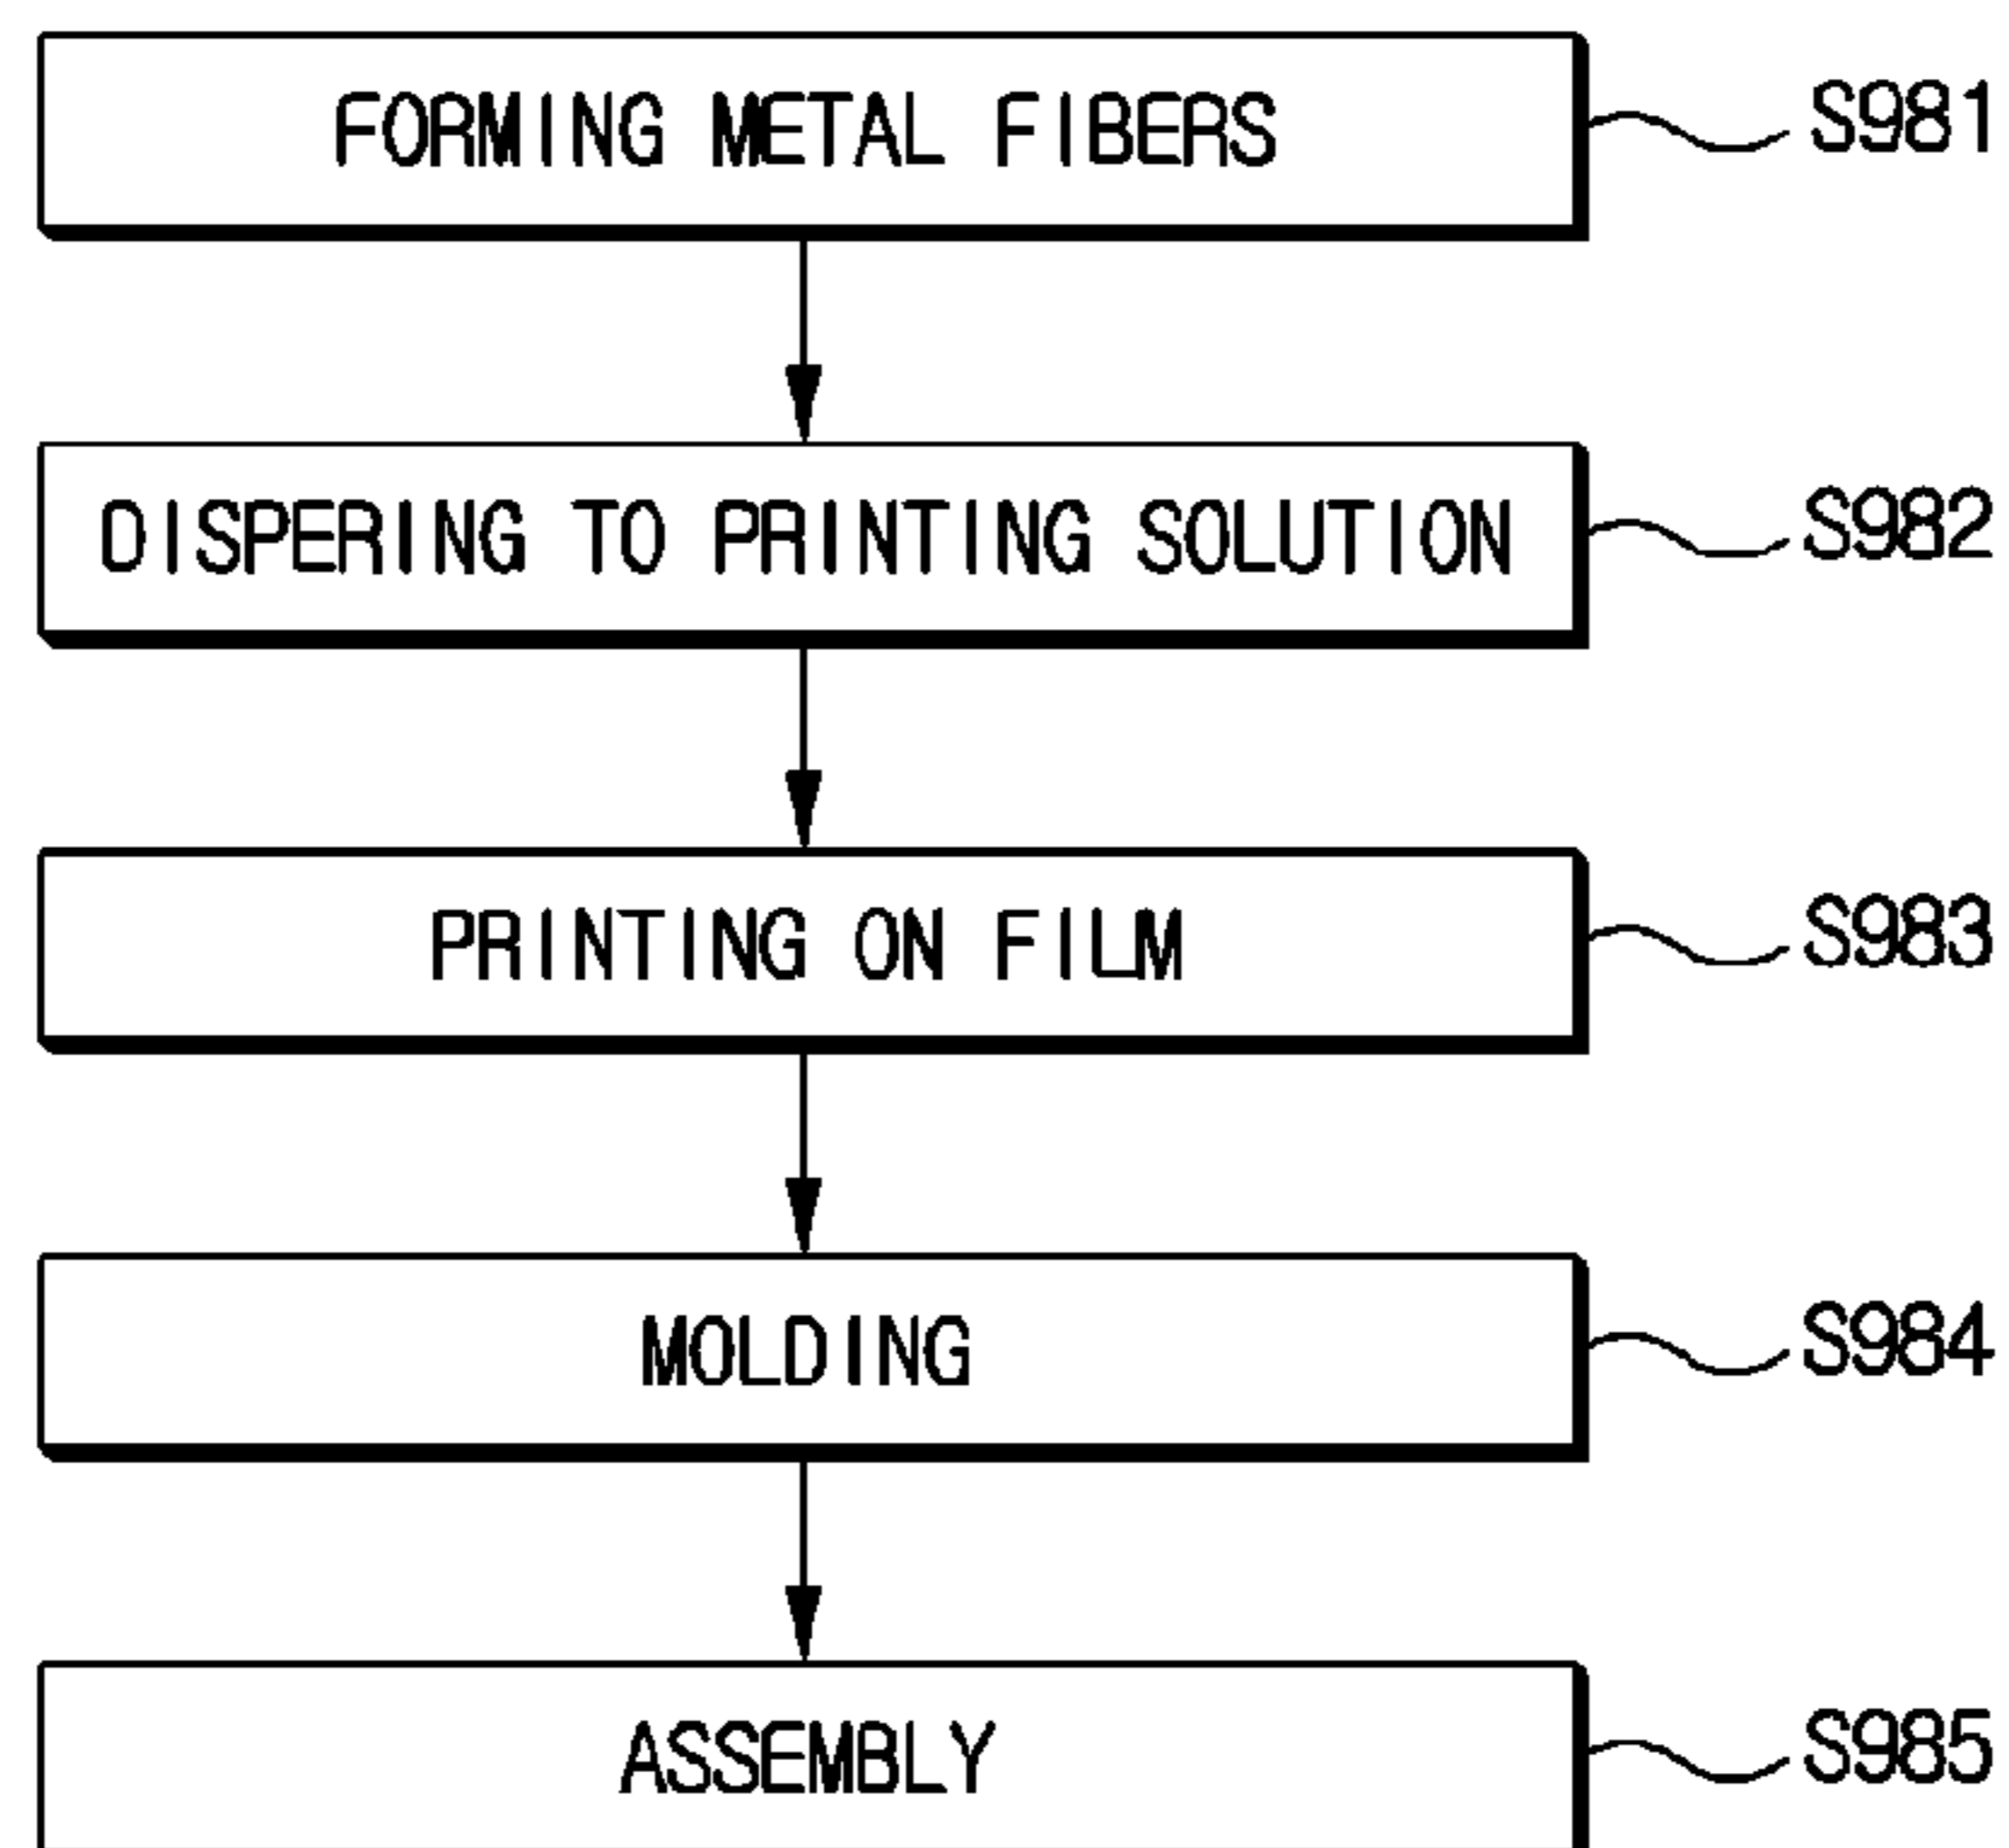 FORMING METAL FIBERS S981
DISPERING TO PRINTING SOLUTION S982
PRINTING ON FILM S983
MOLDING S984
ASSEMBLY S985